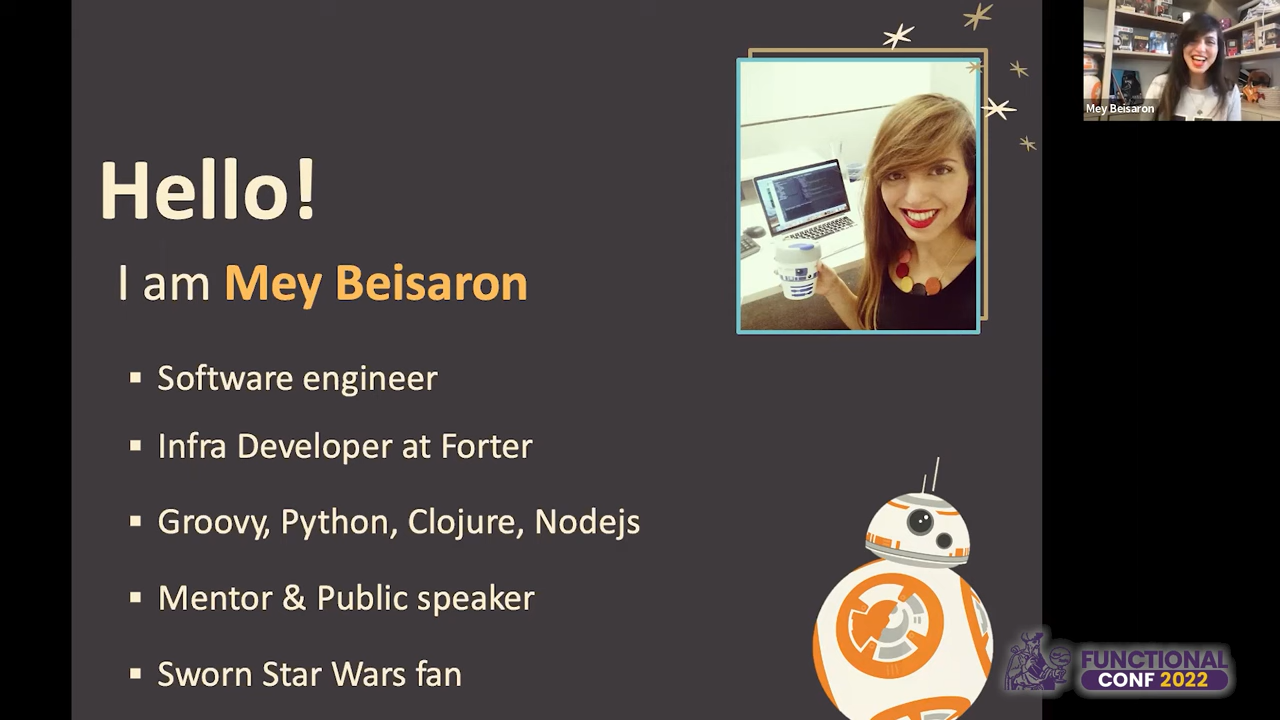 Hello!
I am Mey Beisaron
▪ Software engineer
▪ Infra Developer at Forter
▪ Groovy, Python, Clojure, Nodejs
▪ Mentor & Public speaker
▪ Sworn Star Wars fan
Mey Beisaron
FUNCTIONAL
CONF 2022